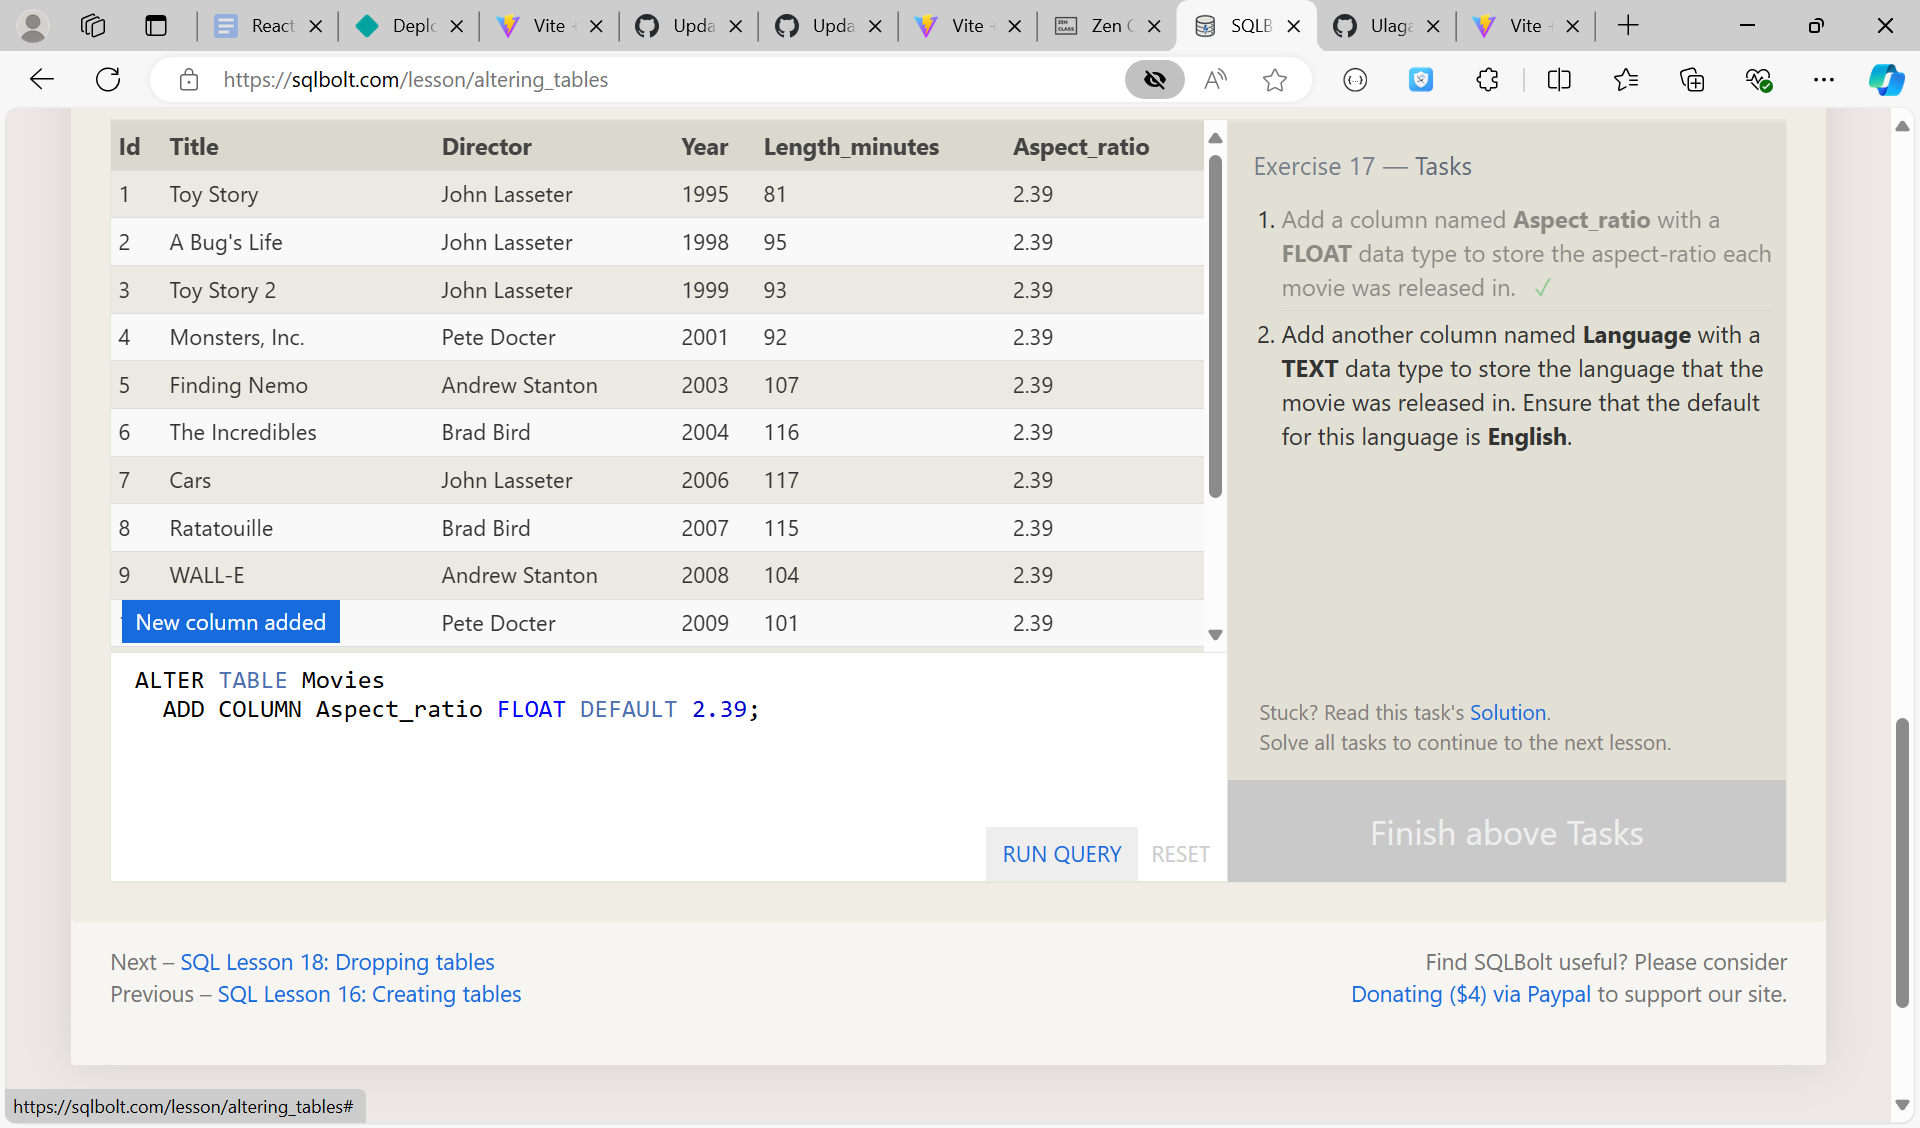 React
Deplo
Vite
Upda
Upda
Vite
Zen C
SQLB
Ulaga
Vite
https://sqlbolt.com/lesson/altering_tables
Id Title Director Year Length_minutes Aspect_ratio
1 Toy Story John Lasseter 1995 81 2.39
2 A Bug's Life John Lasseter 1998 95 2.39
3 Toy Story 2 John Lasseter 1999 93 2.39
4 Monsters, Inc. Pete Docter 2001 92 2.39
5 Finding Nemo Andrew Stanton 2003 107 2.39
6 The Incredibles Brad Bird 2004 116 2.39
7 Cars John Lasseter 2006 117 2.39
8 Ratatouille Brad Bird 2007 115 2.39
9 WALL-E Andrew Stanton 2008 104 2.39
New column added Pete Docter 2009 101 2.39
ALTER TABLE Movies
ADD COLUMN Aspect_ratio FLOAT DEFAULT 2.39;
RUN QUERY RESET
Exercise 17 — Tasks
1. Add a column named Aspect_ratio with a
FLOAT data type to store the aspect-ratio each
movie was released in. ✓
2. Add another column named Language with a
TEXT data type to store the language that the
movie was released in. Ensure that the default
for this language is English.
Stuck? Read this task's Solution.
Solve all tasks to continue to the next lesson.
Finish above Tasks
Next – SQL Lesson 18: Dropping tables
Previous – SQL Lesson 16: Creating tables
Find SQLBolt useful? Please consider
Donating ($4) via Paypal to support our site.
https://sqlbolt.com/lesson/altering_tables#